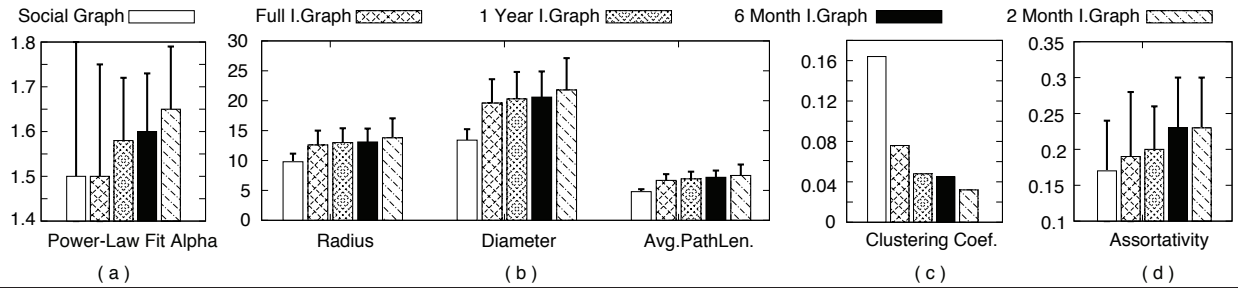 Social Graph Full I.Graph 1 Year I.Graph 6 Month I.Graph 2 Month I.Graph
1.8
1.7
1.6
1.5
1.4
Power-Law Fit Alpha
( a )
30
25
20
15
10
5
0
Radius Diameter Avg.PathLen.
( b )
0.16
0.12
0.08
0.04
0
Clustering Coef.
( c )
0.35
0.3
0.25
0.2
0.15
0.1
Assortativity
( d )